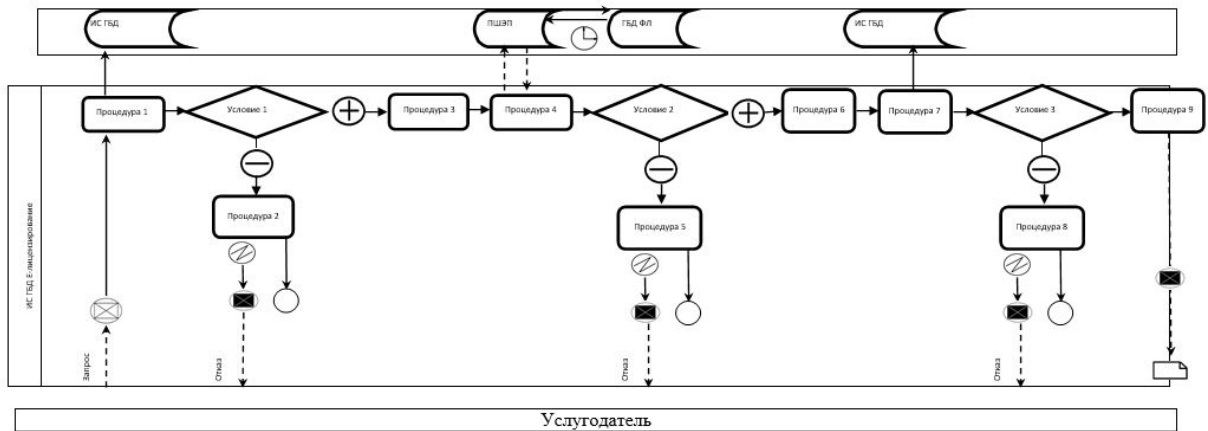 ИС ГБД
ПШЭП
ГБД ФЛ
ИС ГБД
Процедура 1
Условие 1
Процедура 3
Процедура 4
Условие 2
Процедура 6
Процедура 7
Условие 3
Процедура 9
Процедура 2
Процедура 5
Процедура 8
ИС ГБД Е-лицензирование
Запрос
Отказ
Отказ
Отказ
Услугодатель